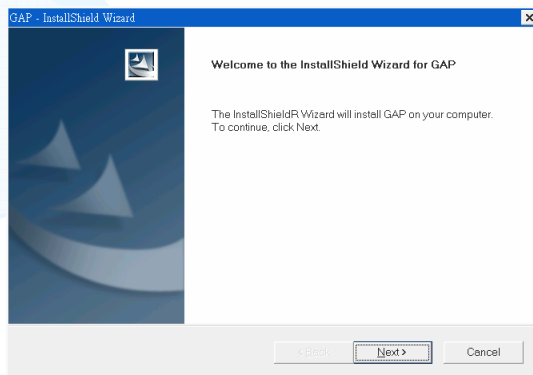 GAP - InstallShield Wizard
Welcome to the InstallShield Wizard for GAP
The InstallShieldR Wizard will install GAP on your computer.
To continue, click Next.
< Back
Next >
Cancel